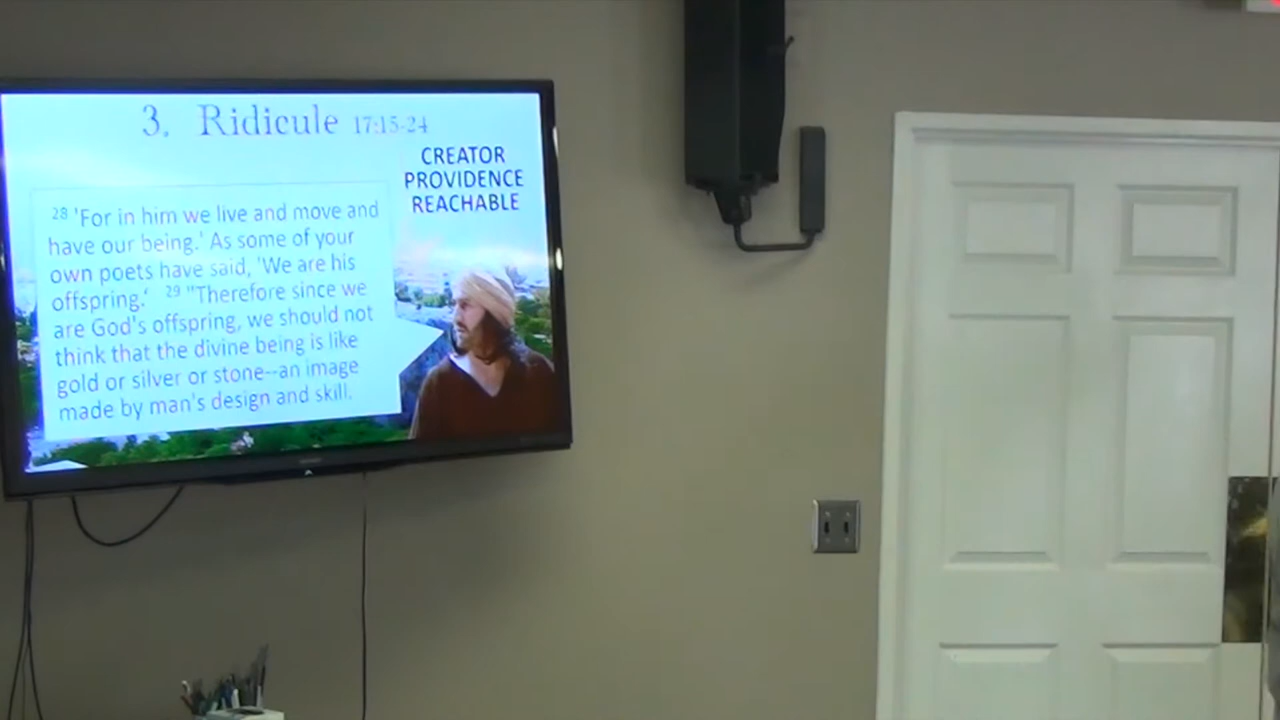 3. Ridicule 17:15-24
CREATOR
PROVIDENCE
REACHABLE
28 'For in him we live and move and
have our being.' As some of your
own poets have said, 'We are his
offspring.' 29 "Therefore since we
are God's offspring, we should not
think that the divine being is like
gold or silver or stone--an image
made by man's design and skill.